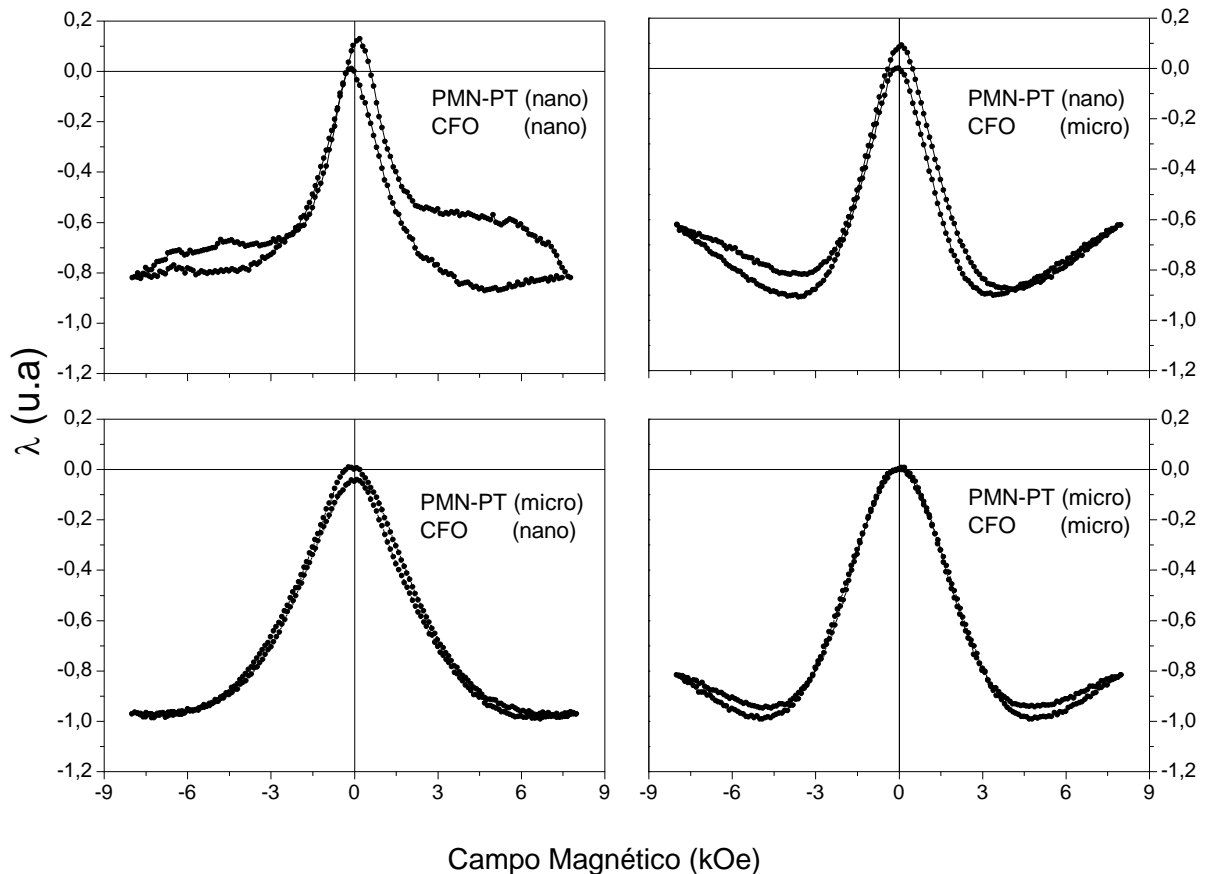 0,2
0,0
-0,2
-0,4
-0,6
-0,8
-1,0
-1,2
PMN-PT (nano)
CFO (nano)
0,2
0,0
-0,2
-0,4
-0,6
-0,8
-1,0
-1,2
PMN-PT (nano)
CFO (micro)
λ (u.a)
0,2
0,0
-0,2
-0,4
-0,6
-0,8
-1,0
-1,2
PMN-PT (micro)
CFO (nano)
0,2
0,0
-0,2
-0,4
-0,6
-0,8
-1,0
-1,2
PMN-PT (micro)
CFO (micro)
-9 -6 -3 0 3 6 9
-9 -6 -3 0 3 6 9
Campo Magnético (kOe)